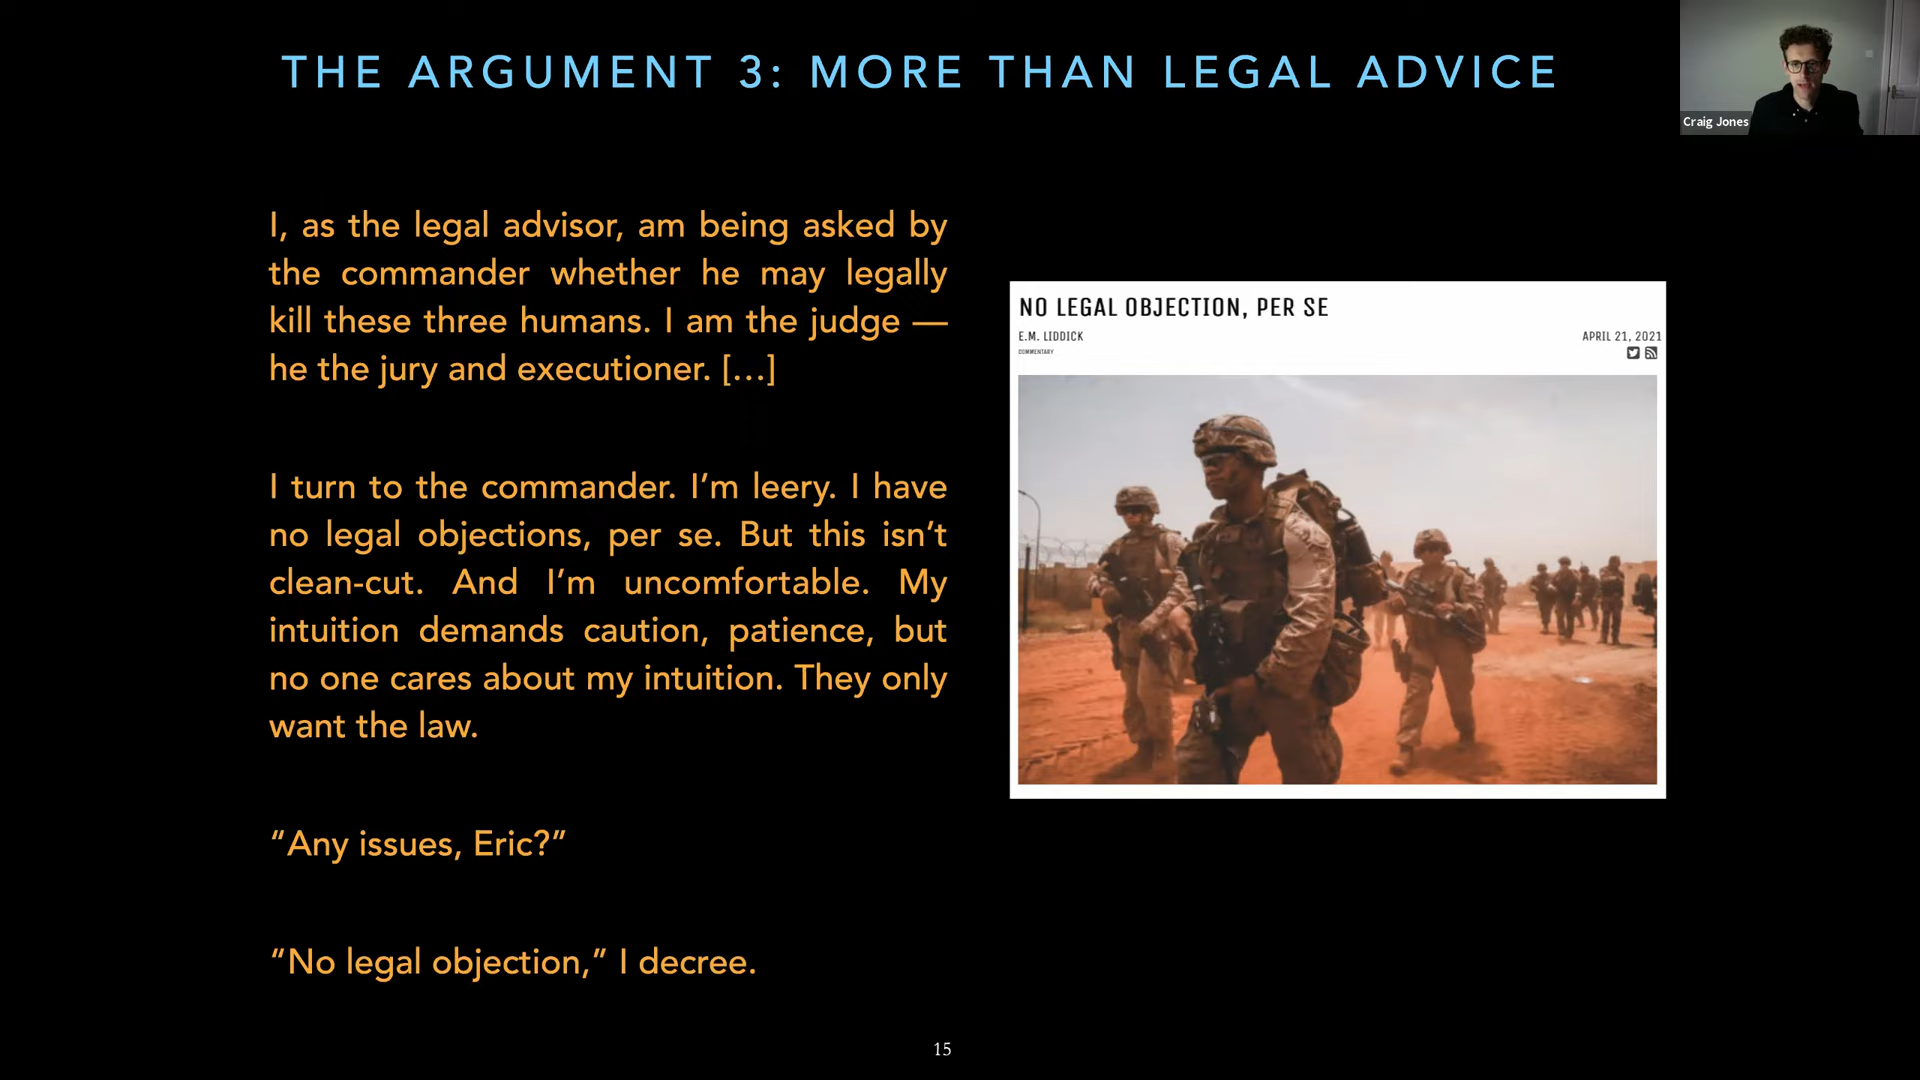 THE ARGUMENT 3: MORE THAN LEGAL ADVICE
Craig Jones
I, as the legal advisor, am being asked by
the commander whether he may legally
kill these three humans. I am the judge —
he the jury and executioner. […]
I turn to the commander. I’m leery. I have
no legal objections, per se. But this isn’t
clean-cut. And I’m uncomfortable. My
intuition demands caution, patience, but
no one cares about my intuition. They only
want the law.
“Any issues, Eric?”
“No legal objection,” I decree.
NO LEGAL OBJECTION, PER SE
E.M. LIDDICK
APRIL 21, 2021
COMMENTARY
15